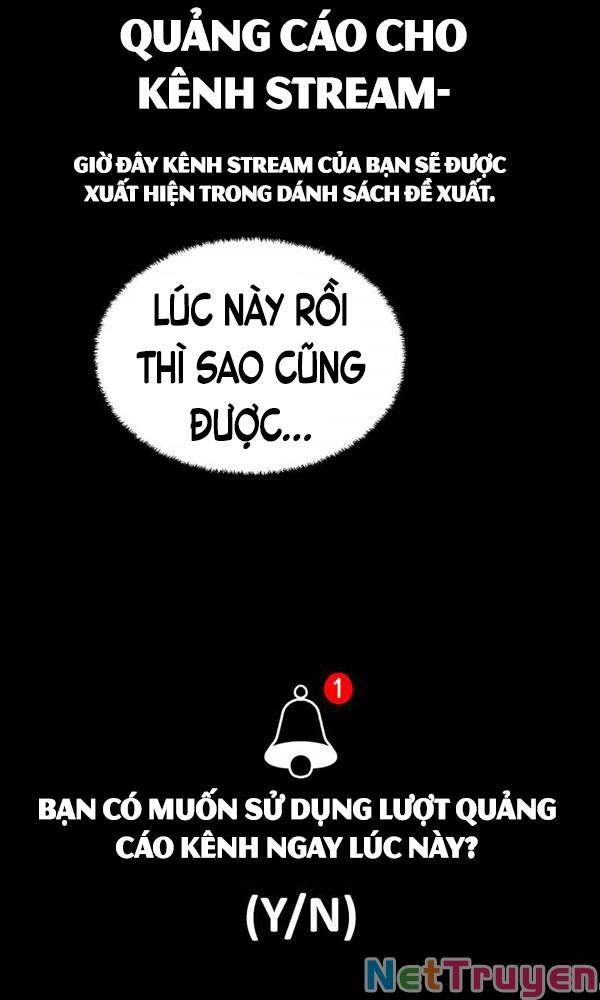 QUẢNG CÁO CHO
KÊNH STREAM-
GIỜ ĐÂY KÊNH STREAM CỦA BẠN SẼ ĐƯỢC
XUẤT HIỆN TRONG DÁNH SÁCH ĐỀ XUẤT.
LÚC NÀY RỒI
THÌ SAO CŨNG
ĐƯỢC...
1
BẠN CÓ MUỐN SỬ DỤNG LƯỢT QUẢNG
CÁO KÊNH NGAY LÚC NÀY?
(Y/N)
NetTruyen